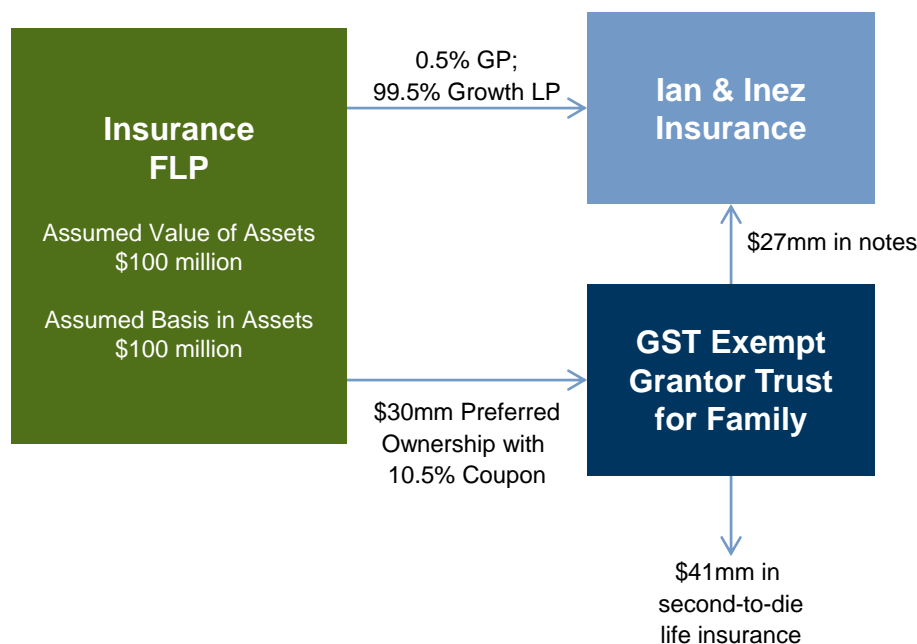 Insurance
FLP
Assumed Value of Assets
$100 million
Assumed Basis in Assets
$100 million
0.5% GP;
99.5% Growth LP
Ian & Inez
Insurance
$27mm in notes
GST Exempt
Grantor Trust
for Family
$30mm Preferred
Ownership with
10.5% Coupon
$41mm in
second-to-die
life insurance